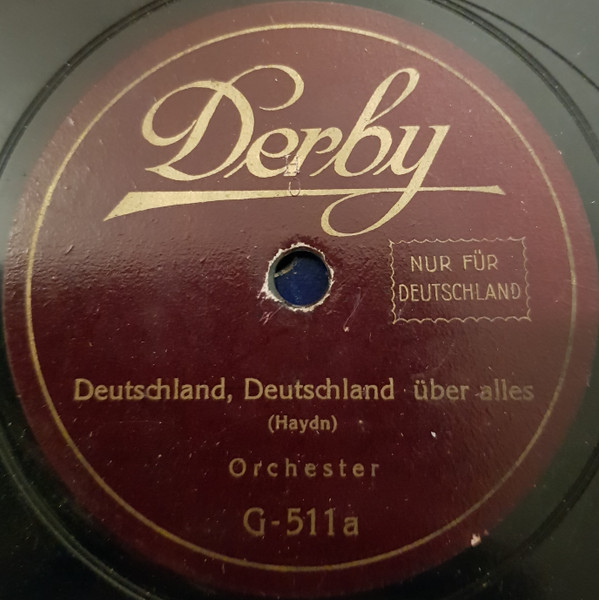 Derby
NUR FÜR
DEUTSCHLAND
Deutschland, Deutschland über alles
(Haydn)
Orchester
G-511a